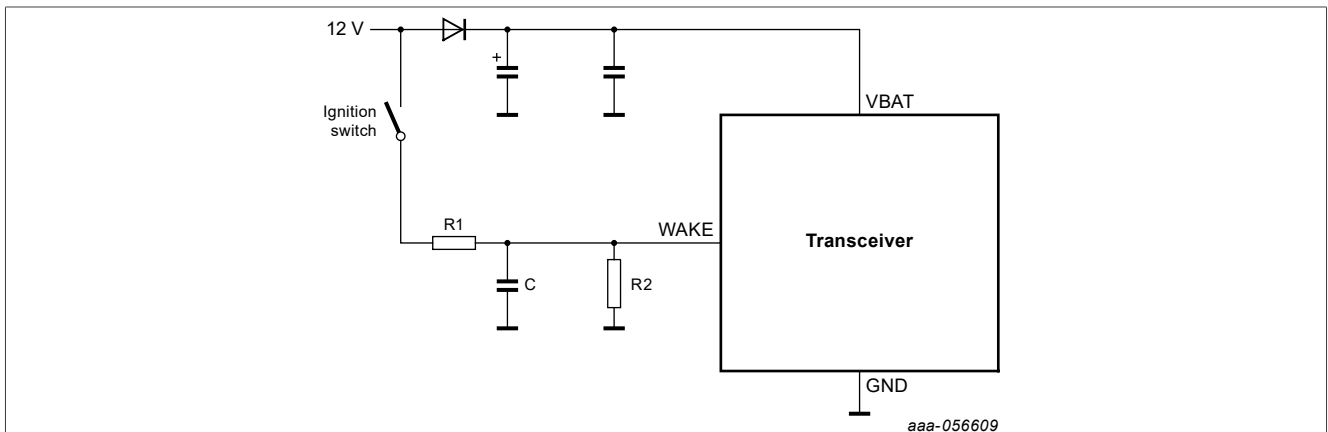 12 V
+
VBAT
Ignition
switch
R1
WAKE
Transceiver
C
R2
GND
aaa-056609